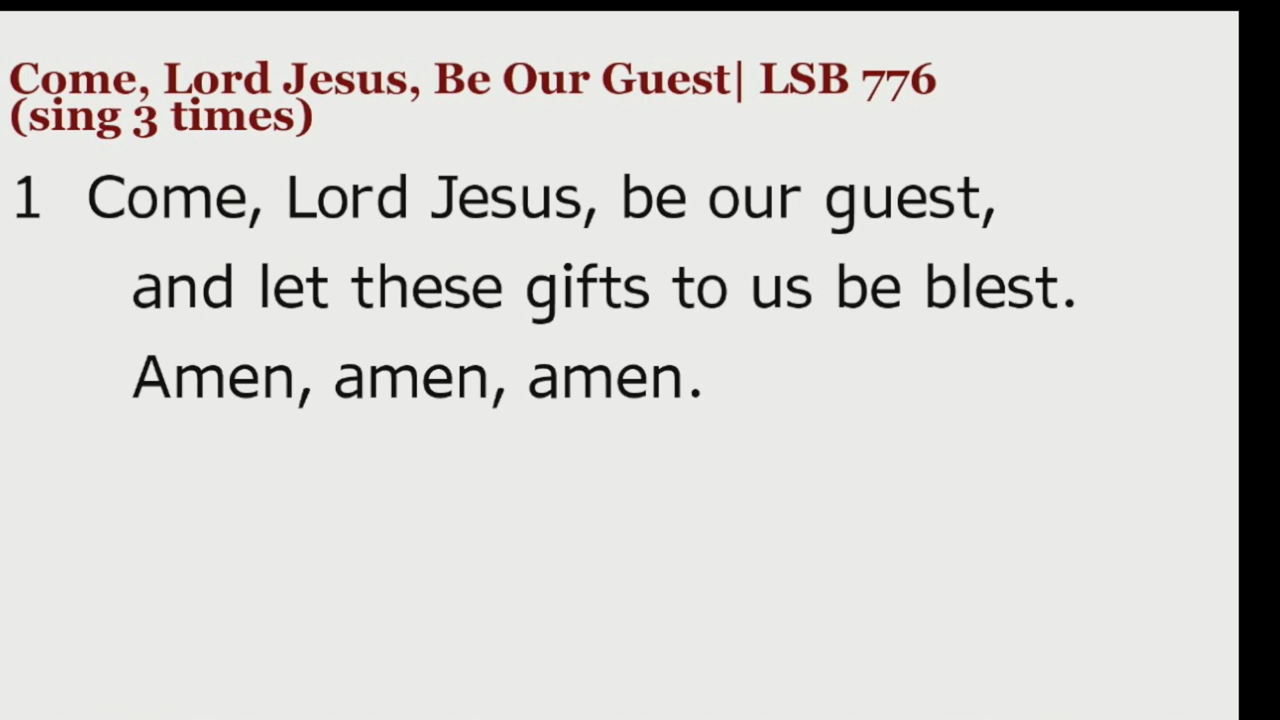 Come, Lord Jesus, Be Our Guest| LSB 776
(sing 3 times)
1 Come, Lord Jesus, be our guest,
and let these gifts to us be blest.
Amen, amen, amen.